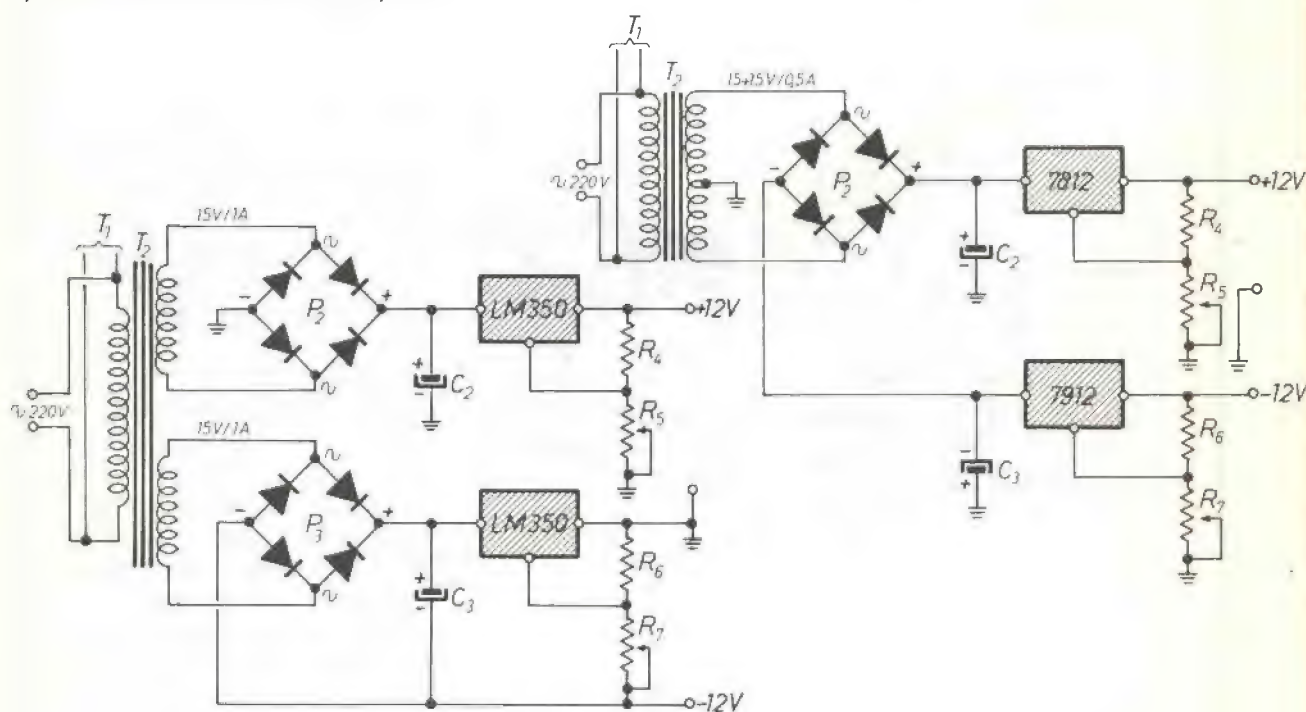 T₁
T₂
∿220V
15V/1A
15V/1A
∿
-
P₂
+
∿
∿
-
P₃
+
∿
+
-
C₂
+
-
C₃
LM350
LM350
R₄
R₅
R₆
R₇
+12V
-12V
T₁
T₂
∿220V
15+15V/0,5A
∿
-
P₂
+
∿
+
-
C₂
-
+
C₃
7812
7912
R₄
R₅
R₆
R₇
+12V
-12V